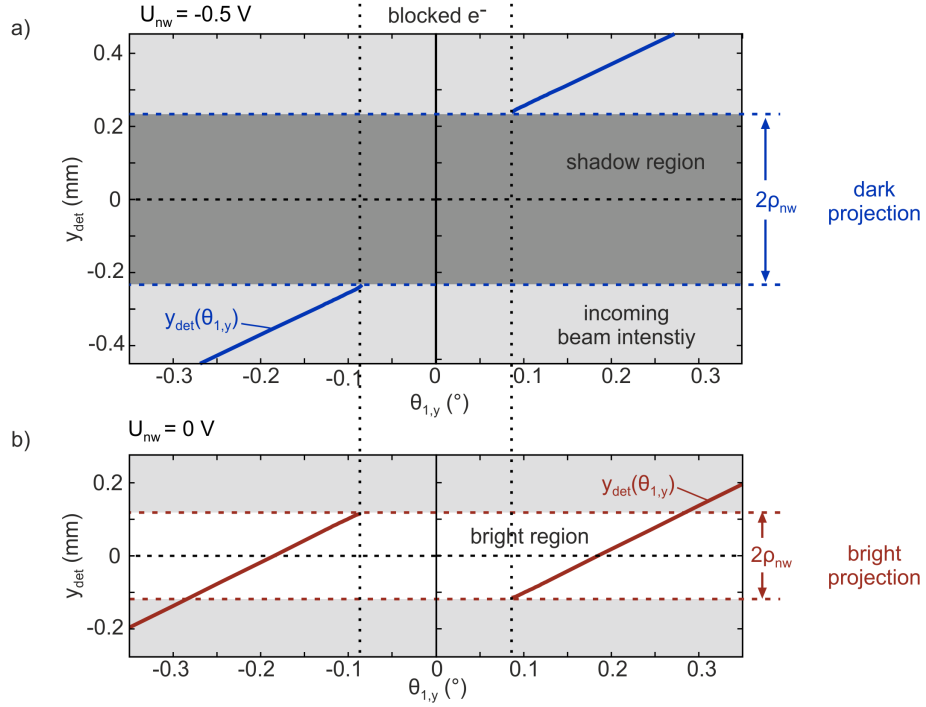 U_nw = -0.5 V
blocked e⁻
a)
0.4
0.2
0
-0.2
-0.4
y_det (mm)
shadow region
y_det(θ_1,y)
incoming
beam intenstiy
2ρ_nw
dark
projection
-0.3
-0.2
-0.1
0
0.1
0.2
0.3
θ_1,y (°)
b)
U_nw = 0 V
0.2
0
-0.2
y_det (mm)
y_det(θ_1,y)
bright region
2ρ_nw
bright
projection
-0.3
-0.2
-0.1
0
0.1
0.2
0.3
θ_1,y (°)